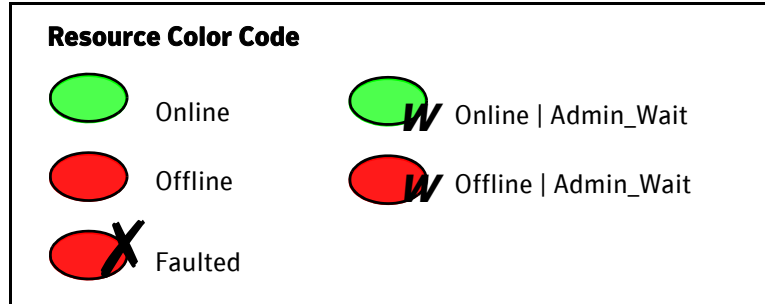 Resource Color Code
Online
W Online | Admin_Wait
Offline
W Offline | Admin_Wait
X Faulted